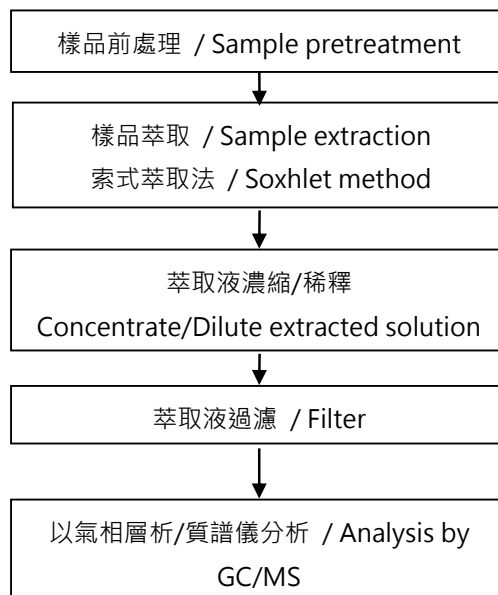 樣品前處理 / Sample pretreatment
樣品萃取 / Sample extraction
索式萃取法 / Soxhlet method
萃取液濃縮/稀釋
Concentrate/Dilute extracted solution
萃取液過濾 / Filter
以氣相層析/質譜儀分析 / Analysis by
GC/MS